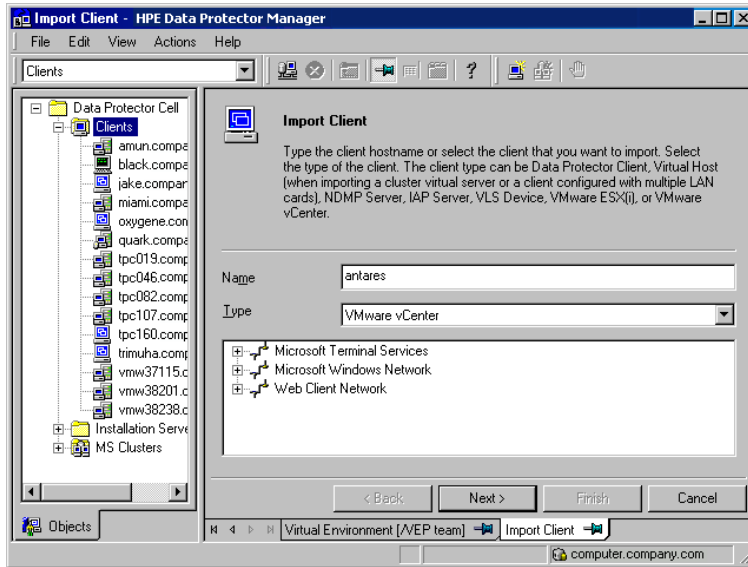 Import Client - HPE Data Protector Manager
File Edit View Actions Help
Clients
Data Protector Cell
Clients
amun.compa
black.compa
jake.compar
miami.compa
oxygene.con
quark.compa
tpc019.comp
tpc046.comp
tpc082.comp
tpc107.comp
tpc160.comp
trimuha.comp
vmw37115.c
vmw38201.c
vmw38238.c
Installation Serve
MS Clusters
Objects
Import Client
Type the client hostname or select the client that you want to import. Select
the type of the client. The client type can be Data Protector Client, Virtual Host
(when importing a cluster virtual server or a client configured with multiple LAN
cards), NDMP Server, IAP Server, VLS Device, VMware ESX(i), or VMware
vCenter.
Name antares
Type VMware vCenter
Microsoft Terminal Services
Microsoft Windows Network
Web Client Network
< Back Next > Finish Cancel
Virtual Environment [/VEP team] Import Client
computer.company.com